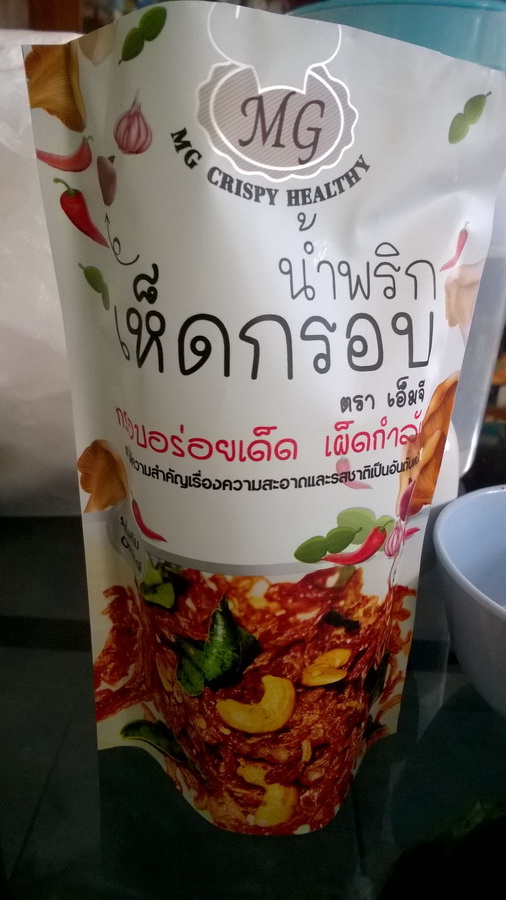 MG
MG CRISPY HEALTHY
น้ำพริก
เห็ดกรอบ
ตรา เอ็มจี
กรอบอร่อยเด็ด เผ็ดกำลัง
ความสำคัญเรื่องความสะอาดและรสชาติเป็นอันดับ